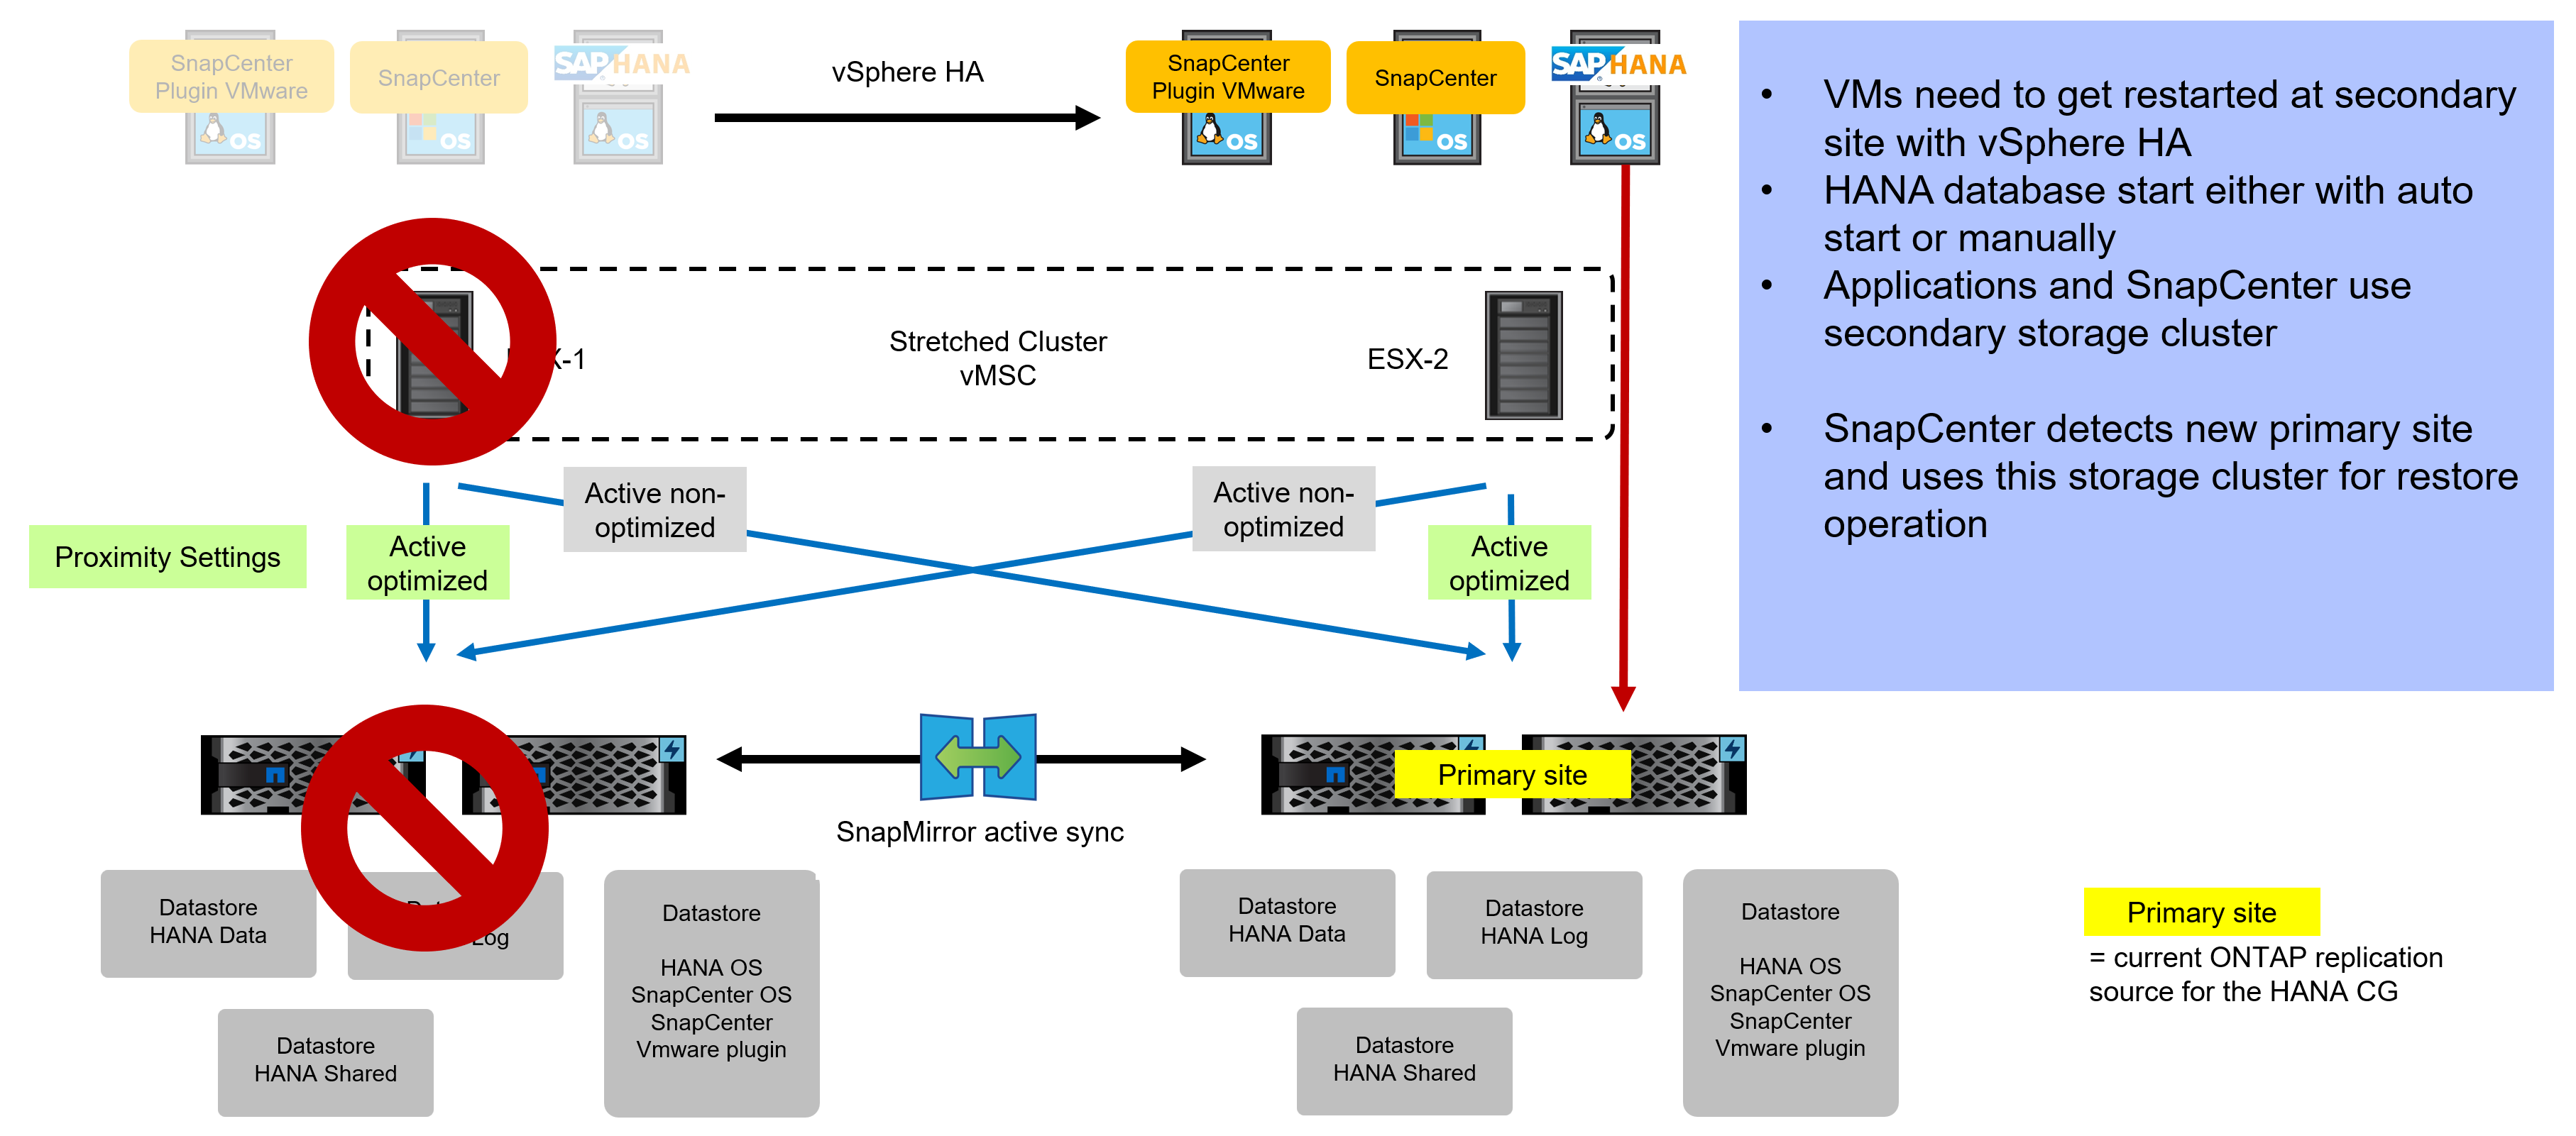 SnapCenter
Plugin VMware
SnapCenter
SAP HANA
OS
OS
OS
vSphere HA
SnapCenter
Plugin VMware
SnapCenter
SAP HANA
OS
OS
OS
• VMs need to get restarted at secondary
site with vSphere HA
• HANA database start either with auto
start or manually
• Applications and SnapCenter use
secondary storage cluster
• SnapCenter detects new primary site
and uses this storage cluster for restore
operation
X-1
Stretched Cluster
vMSC
ESX-2
Active non-
optimized
Active non-
optimized
Proximity Settings
Active
optimized
Active
optimized
Primary site
SnapMirror active sync
Datastore
HANA Data
Log
Datastore
HANA OS
SnapCenter OS
SnapCenter
Vmware plugin
Datastore
HANA Shared
Datastore
HANA Data
Datastore
HANA Log
Datastore
HANA OS
SnapCenter OS
SnapCenter
Vmware plugin
Datastore
HANA Shared
Primary site
= current ONTAP replication
source for the HANA CG